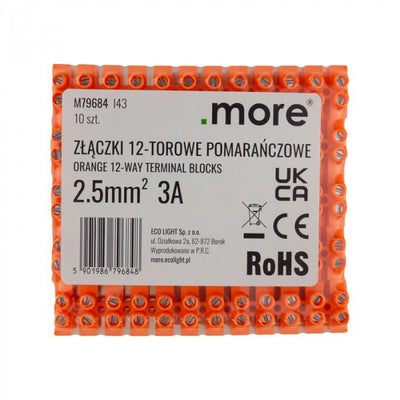 M79684 I43
10 szt.
.more®
ZŁĄCZKI 12-TOROWE POMARAŃCZOWE
ORANGE 12-WAY TERMINAL BLOCKS
2.5mm² 3A
UK
CA
CE
ECO LIGHT Sp. z o.o.
ul. Działkowa 2a, 62-872 Borek
Wyprodukowano w P.R.C.
more.ecolight.pl
5 901986 796848
RoHS